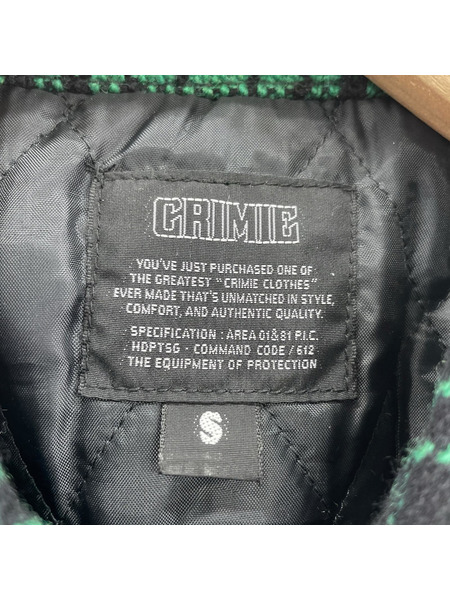 CRIMIE
YOU'VE JUST PURCHASED ONE OF
THE GREATEST "CRIMIE CLOTHES"
EVER MADE THAT'S UNMATCHED IN STYLE,
COMFORT, AND AUTHENTIC QUALITY.
SPECIFICATION : AREA 01&81 P.I.C.
HDPTSG - COMMAND CODE / 612
THE EQUIPMENT OF PROTECTION
S